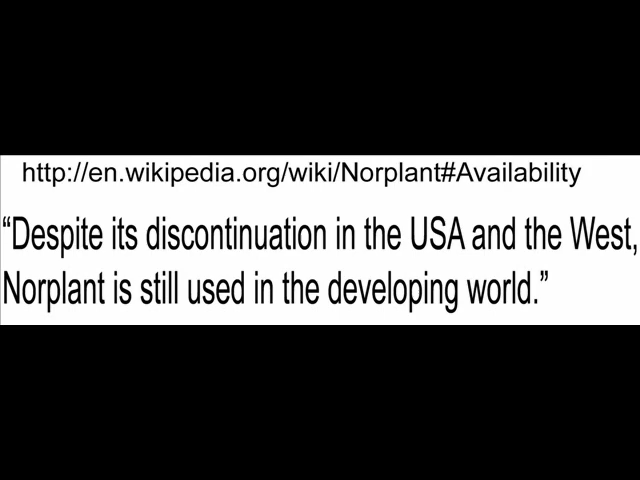 http://en.wikipedia.org/wiki/Norplant#Availability
“Despite its discontinuation in the USA and the West,
Norplant is still used in the developing world.”